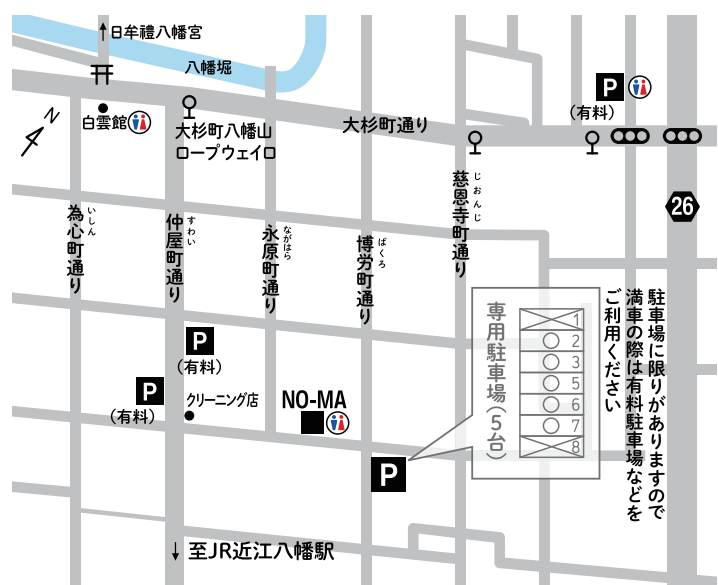 ↑日牟禮八幡宮
八幡堀
P
(有料)
N
白雲館
大杉町八幡山
ロープウェイ口
大杉町通り
26
為心町通り
いしん
仲屋町通り
すわい
永原町通り
ながはら
博労町通り
ばくろ
慈恩寺町通り
じおんじ
駐車場に限りがありますので
満車の際は有料駐車場などを
ご利用ください
専用駐車場(5台)
1
2
3
5
6
7
8
P
(有料)
P
(有料)
クリーニング店
NO-MA
P
↓至JR近江八幡駅